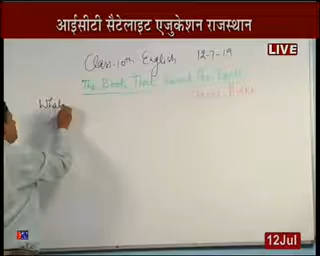 आईसीटी सैटेलाइट एजुकेशन राजस्थान
LIVE
Class-10th English 12-7-19
The Book That Saved The Earth
12Jul